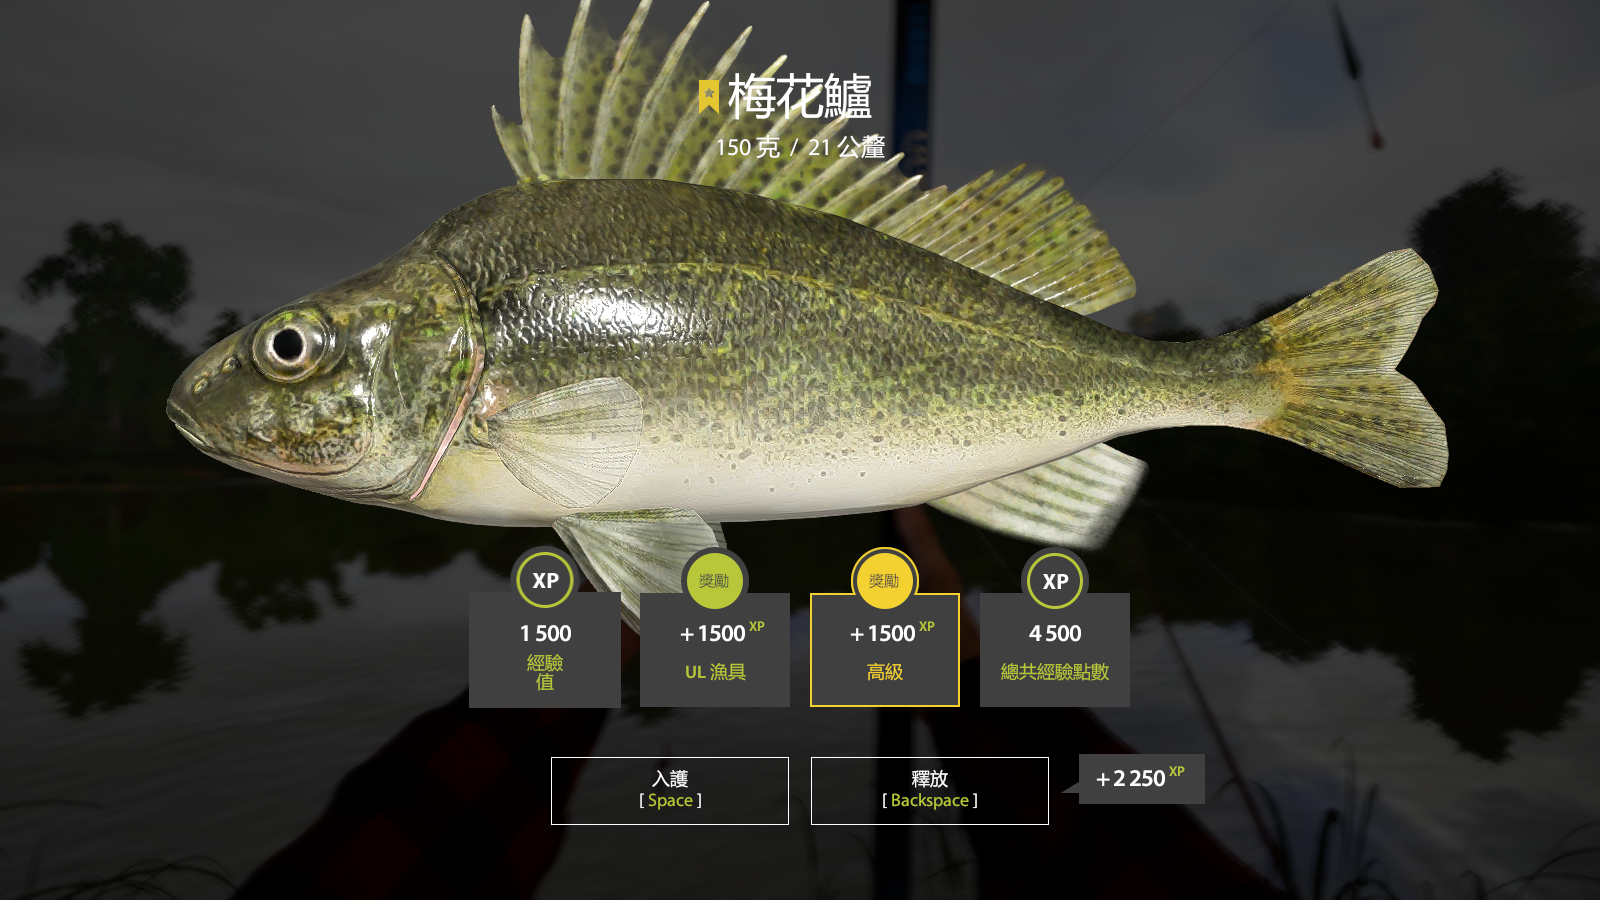 梅花鱸
150 克 / 21 公釐
XP
1 500
經驗
值
獎勵
+1500 XP
UL 漁具
獎勵
+1500 XP
高級
XP
4 500
總共經驗點數
入護
[ Space ]
釋放
[ Backspace ]
+2 250 XP